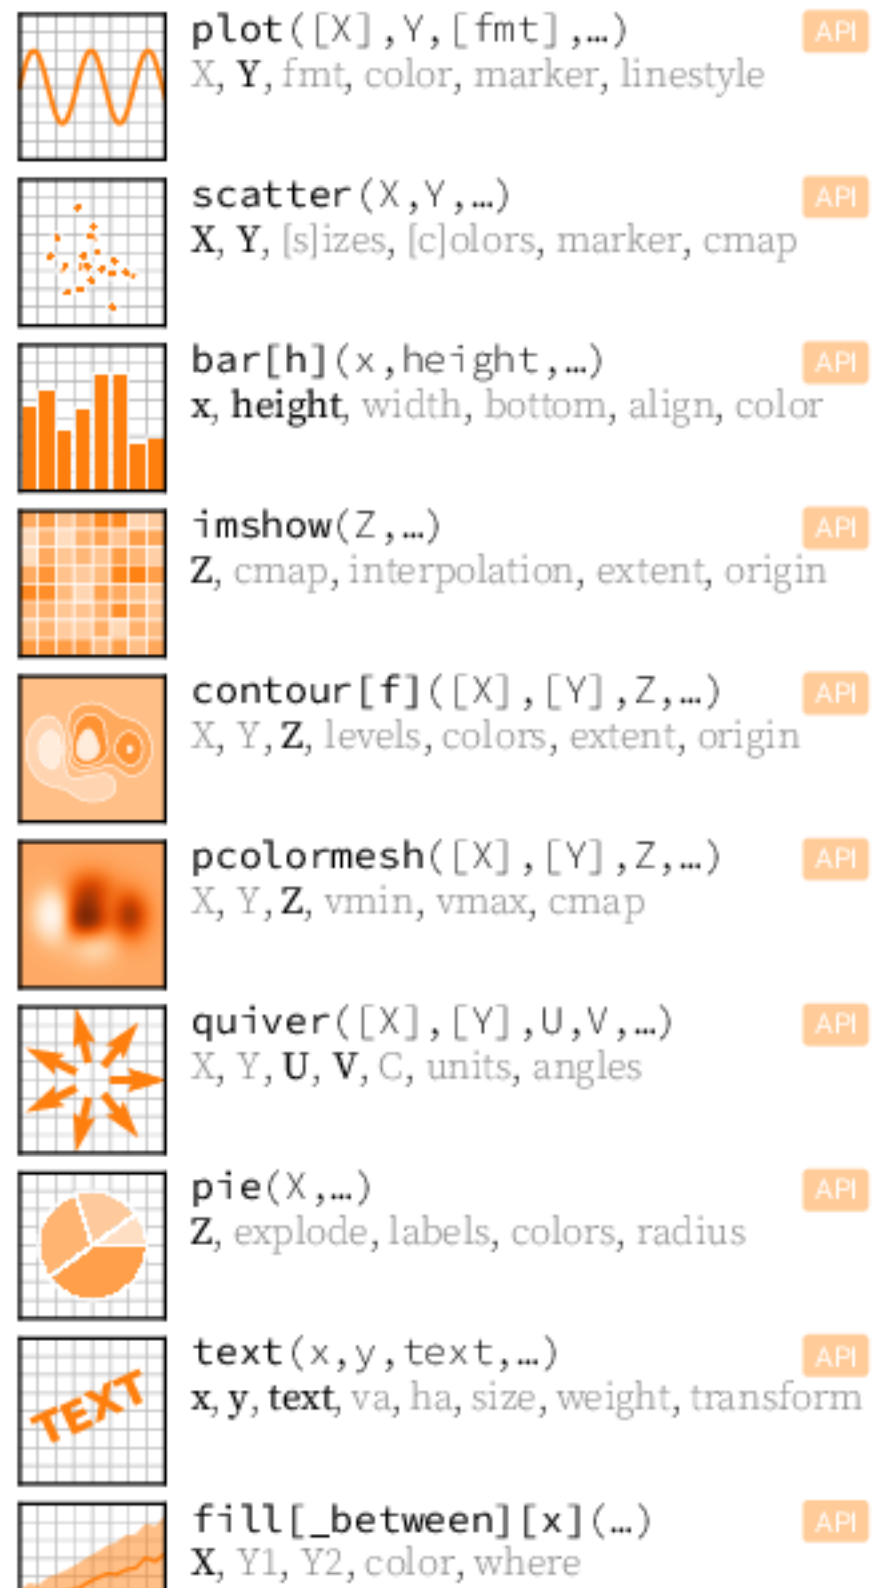 plot([X],Y,[fmt],…) API
X, Y, fmt, color, marker, linestyle
scatter(X,Y,…) API
X, Y, [s]izes, [c]olors, marker, cmap
bar[h](x,height,…) API
x, height, width, bottom, align, color
imshow(Z,…) API
Z, cmap, interpolation, extent, origin
contour[f]([X],[Y],Z,…) API
X, Y, Z, levels, colors, extent, origin
pcolormesh([X],[Y],Z,…) API
X, Y, Z, vmin, vmax, cmap
quiver([X],[Y],U,V,…) API
X, Y, U, V, C, units, angles
pie(X,…) API
Z, explode, labels, colors, radius
TEXT
text(x,y,text,…) API
x, y, text, va, ha, size, weight, transform
fill[_between][x](…) API
X, Y1, Y2, color, where